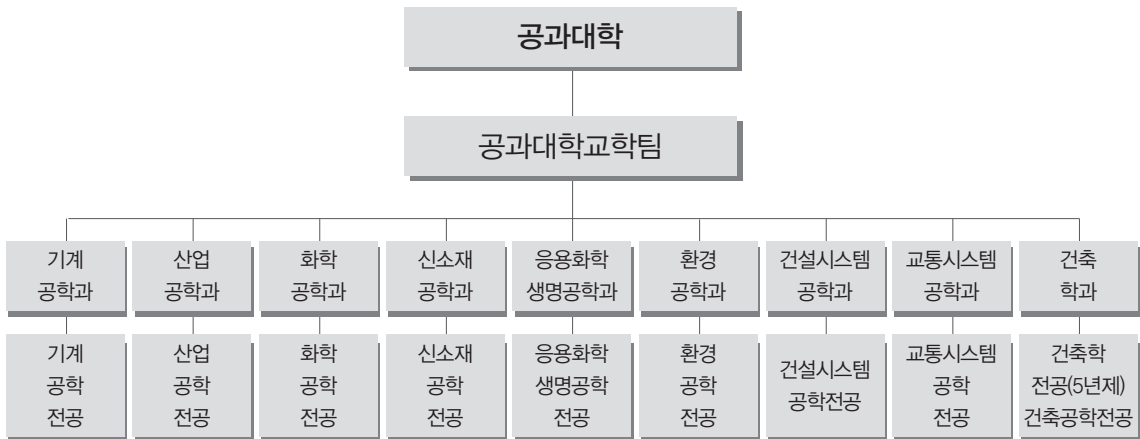 공과대학
공과대학교학팀
기계
공학과
산업
공학과
화학
공학과
신소재
공학과
응용화학
생명공학과
환경
공학과
건설시스템
공학과
교통시스템
공학과
건축
학과
기계
공학
전공
산업
공학
전공
화학
공학
전공
신소재
공학
전공
응용화학
생명공학
전공
환경
공학
전공
건설시스템
공학전공
교통시스템
공학
전공
건축학
전공(5년제)
건축공학전공